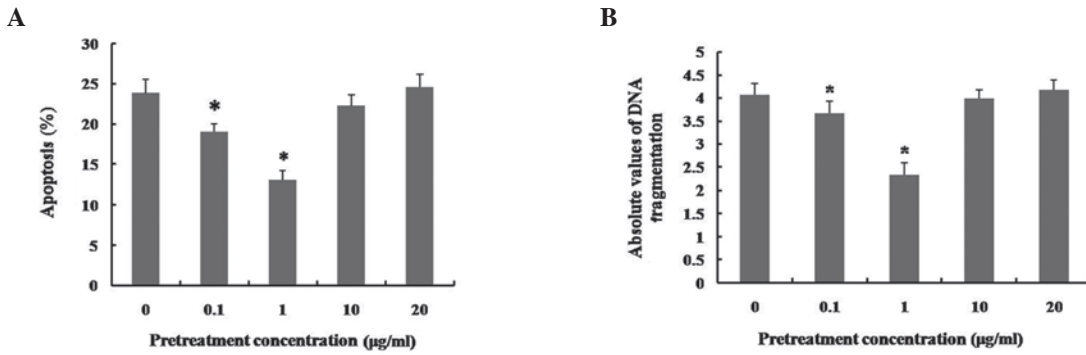 A
Apoptosis (%)
30
25
20
15
10
5
0
*
*
0 0.1 1 10 20
Pretreatment concentration (µg/ml)
B
Absolute values of DNA
fragmentation
5
4.5
4
3.5
3
2.5
2
1.5
1
0.5
0
*
*
0 0.1 1 10 20
Pretreatment concentration (µg/ml)